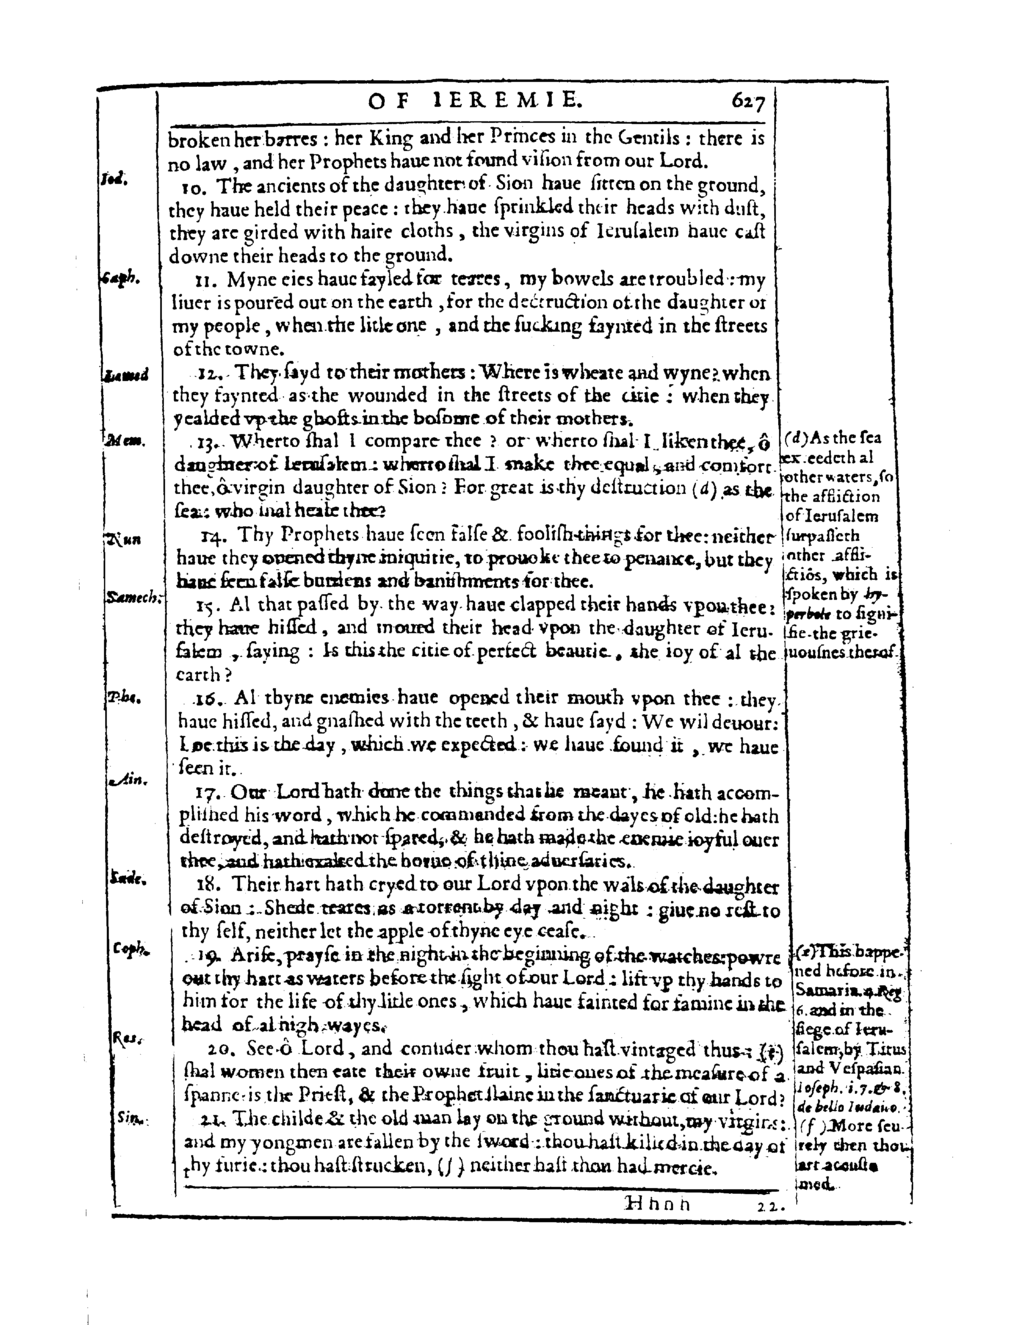 OF IEREMIE. 627
broken her barres : her King and her Princes in the Gentils : there is
no law , and her Prophets haue not found viſion from our Lord.
Iod.
10. The ancients of the daughter of Sion haue ſitten on the ground,
they haue held their peace : they haue ſprinkled their heads with duſt,
they are girded with haire cloths , the virgins of Ieruſalem haue caſt
downe their heads to the ground.
Caph.
11. Myne eies haue fayled for teares , my bowels are troubled : my
liuer is poured out on the earth , for the deſtruction of the daughter of
my people , when the litle one , and the ſucking faynted in the ſtreets
of the towne.
Lamed
12. They ſayd to their mothers : Where is wheate and wyne? when
they faynted as the wounded in the ſtreets of the citie : when they
yealded vp the ghoſts in the boſome of their mothers.
Mem.
13. Wherto ſhal I compare thee ? or wherto ſhal I liken thee, ô
daughter of Ieruſalem : wherto ſhal I make thee equal , and comfort
thee, ô virgin daughter of Sion ? For great is thy deſtruction (d) as the
ſea : who ſhal heale thee?
Nun
14. Thy Prophets haue ſeen falſe & fooliſh things for thee: neither
haue they opened thyne iniquitie, to prouoke thee to penance, but they
haue ſeen falſe burdens and baniſhments for thee.
Samech.
15. Al that paſſed by the way haue clapped their hands vpon thee :
they haue hiſſed , and moued their head vpon the daughter of Ieru-
ſalem , ſaying : Is this the citie of perfect beautie , the ioy of al the
earth ?
Phe.
16. Al thyne enemies haue opened their mouth vpon thee : they
haue hiſſed, and gnaſhed with the teeth , & haue ſayd : We wil deuour:
Loe this is the day , which we expected : we haue found it , we haue
ſeen it.
Ain.
17. Our Lord hath done the things that he meant , he hath accom-
pliſhed his word , which he commanded from the dayes of old: he hath
deſtroyed, and hath not ſpared, & he hath made the enemie ioyful ouer
thee, and hath exalted the horne of thine aduerſaries.
Sade.
18. Their hart hath cryed to our Lord vpon the wals of the daughter
of Sion : Shede teares as a torrent by day and night : giue no reſt to
thy ſelf, neither let the apple of thyne eye ceaſe.
Coph.
19. Ariſe, prayſe in the night in the beginning of the watches: powre
out thy hart as waters before the ſight of our Lord : lift vp thy hands to
him for the life of thy litle ones , which haue fainted for famine in the
head of al high wayes.
Res.
20. See ô Lord , and conſider whom thou haſt vintaged thus : (e)
ſhal women then eate their owne fruit , litle ones of the meaſure of a
ſpanne : is the Prieſt, & the Prophet ſlaine in the ſanctuarie of our Lord?
Sin.
21. The childe & the old man lay on the ground without, my virgins :
and my yongmen are fallen by the ſword : thou haſt killed in the day of
thy furie : thou haſt ſtrucken, (f) neither haſt thou had mercie.
Hhhh 22.
(d) As the ſea
exceedeth al
other waters, ſo
the affliction
of Ieruſalem
ſurpaſſeth
other affli-
ctiôs, which is
ſpoken by hy-
perbole to ſigni-
fie the grie-
uouſnes therof.
(e) This happe-
ned before in
Samaria. 4. Reg
6. and in the
ſiege of Ieru-
ſalem, by Titus
and Veſpaſian.
Ioſeph. i. 7. & 8.
de bello Iudaico.
(f) More ſeu-
rely then thou
art accuſto
med.